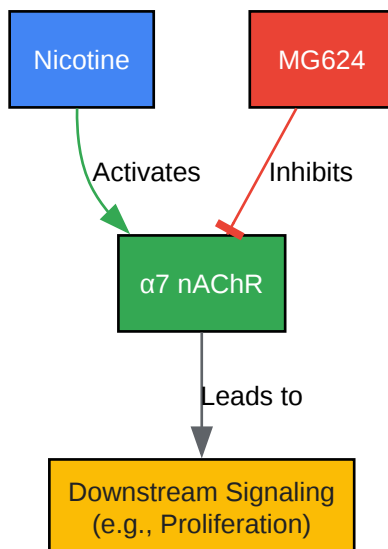 Nicotine
MG624
Activates
Inhibits
α7 nAChR
Leads to
Downstream Signaling
(e.g., Proliferation)